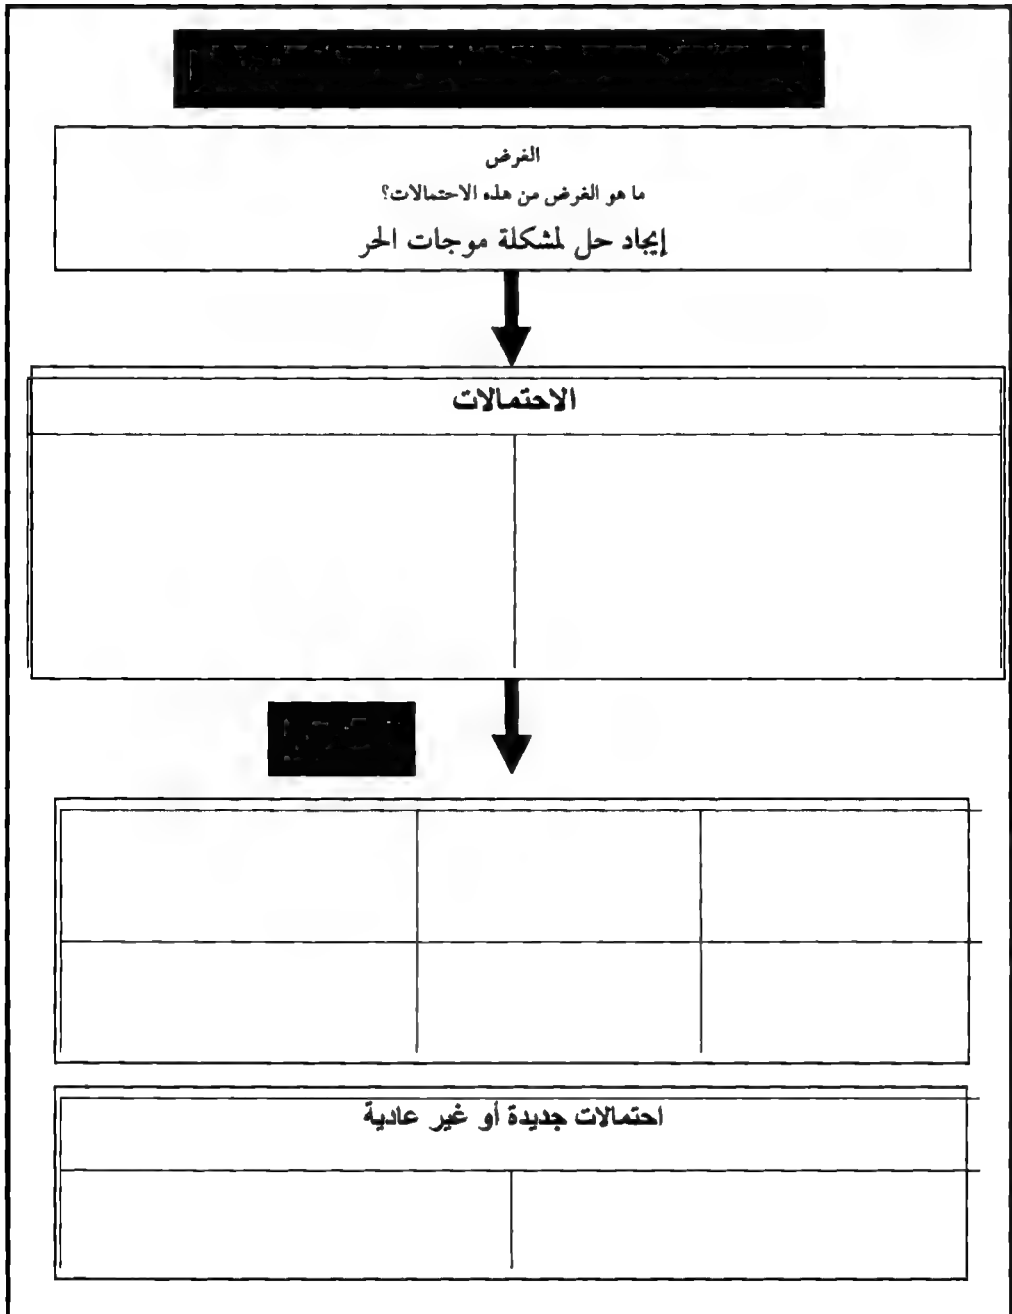 الغرض
ما هو الغرض من هذه الاحتمالات؟
إيجاد حل لمشكلة موجات الحر
الاحتمالات
احتمالات جديدة أو غير عادية